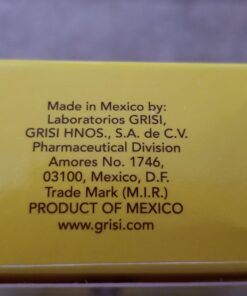 Made in Mexico by:
Laboratorios GRISI,
GRISI HNOS., S.A. de C.V.
Pharmaceutical Division
Amores No. 1746,
03100, Mexico, D.F.
Trade Mark (M.I.R.)
PRODUCT OF MEXICO
www.grisi.com